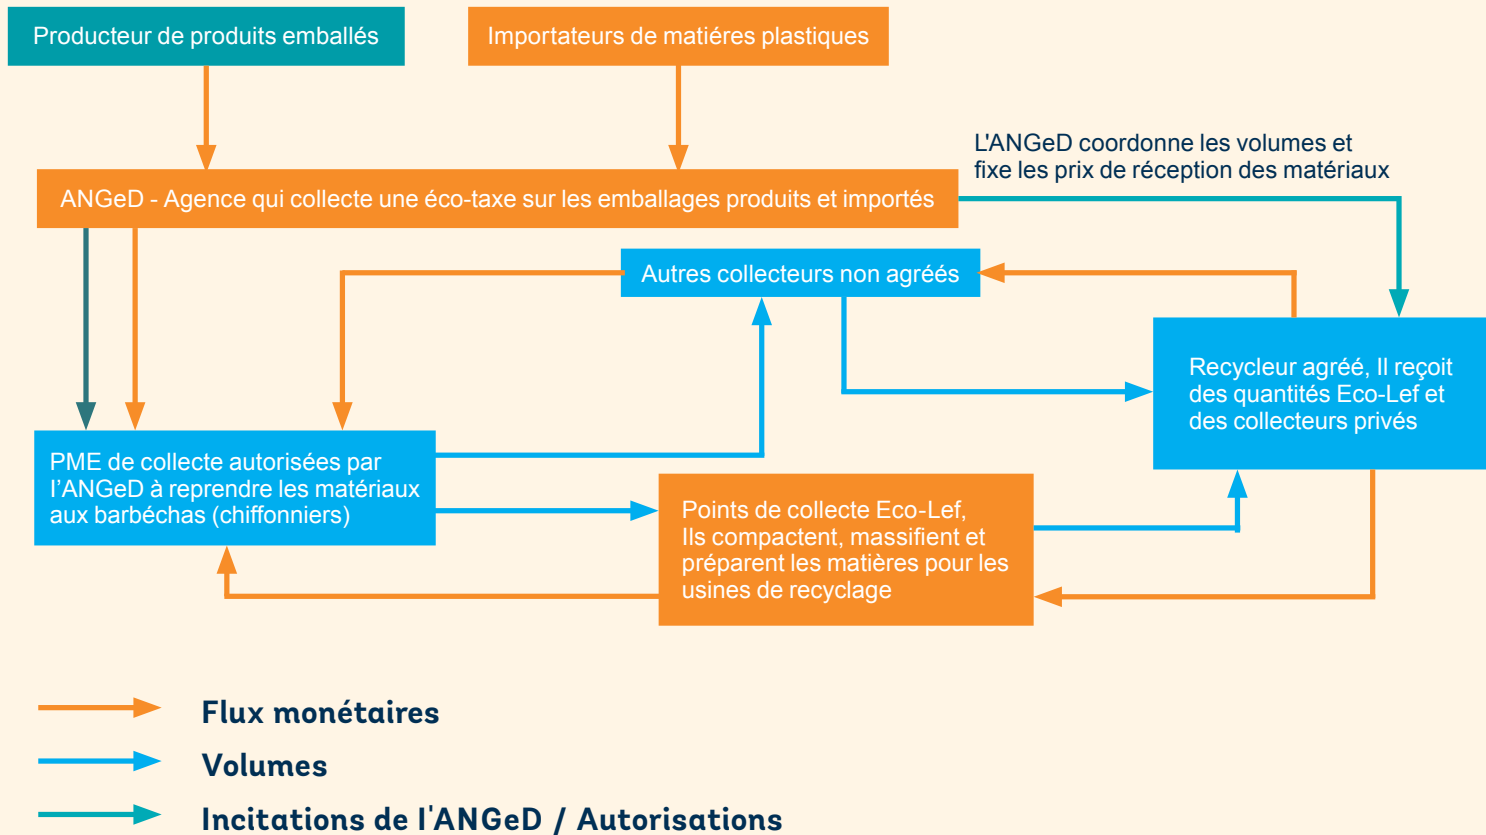 Producteur de produits emballés
Importateurs de matiéres plastiques
L'ANGeD coordonne les volumes et
fixe les prix de réception des matériaux
ANGeD - Agence qui collecte une éco-taxe sur les emballages produits et importés
Autres collecteurs non agréés
Recycleur agréé, Il reçoit
des quantités Eco-Lef et
des collecteurs privés
PME de collecte autorisées par
l’ANGeD à reprendre les matériaux
aux barbéchas (chiffonniers)
Points de collecte Eco-Lef,
Ils compactent, massifient et
préparent les matières pour les
usines de recyclage
Flux monétaires
Volumes
Incitations de l'ANGeD / Autorisations